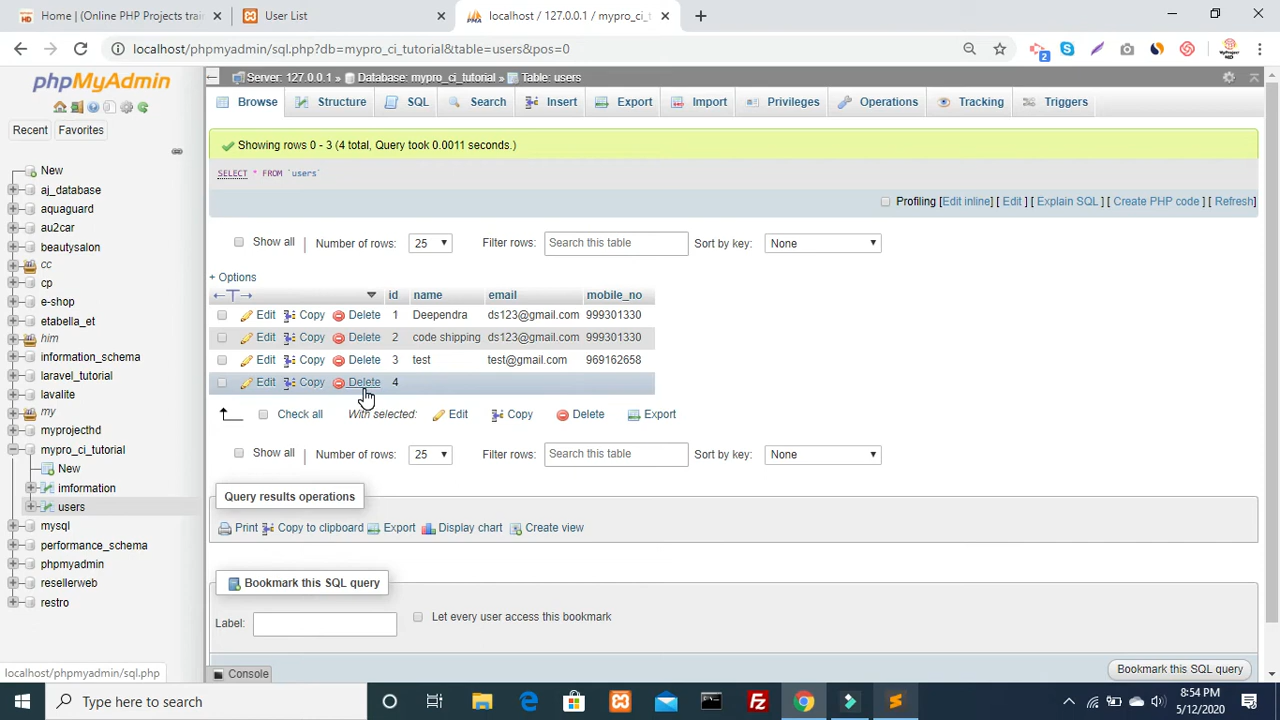 Home | (Online PHP Projects trai
User List
localhost / 127.0.0.1 / mypro_ci_t
localhost/phpmyadmin/sql.php?db=mypro_ci_tutorial&table=users&pos=0
2
phpMyAdmin
Recent
Favorites
New
aj_database
aquaguard
au2car
beautysalon
cc
cp
e-shop
etabella_et
him
information_schema
laravel_tutorial
lavalite
my
myprojecthd
mypro_ci_tutorial
New
imformation
users
mysql
performance_schema
phpmyadmin
resellerweb
restro
localhost/phpmyadmin/sql.php
Server: 127.0.0.1 » Database: mypro_ci_tutorial » Table: users
Browse Structure SQL Search Insert Export Import Privileges Operations Tracking Triggers
Showing rows 0 - 3 (4 total, Query took 0.0011 seconds.)
SELECT * FROM `users`
Profiling [Edit inline] [ Edit ] [ Explain SQL ] [ Create PHP code ] [ Refresh]
Show all Number of rows: 25 Filter rows: Search this table Sort by key: None
+ Options
←T→ id name email mobile_no
Edit Copy Delete 1 Deependra ds123@gmail.com 999301330
Edit Copy Delete 2 code shipping ds123@gmail.com 999301330
Edit Copy Delete 3 test test@gmail.com 969162658
Edit Copy Delete 4
Check all With selected: Edit Copy Delete Export
Show all Number of rows: 25 Filter rows: Search this table Sort by key: None
Query results operations
Print Copy to clipboard Export Display chart Create view
Bookmark this SQL query
Label: Let every user access this bookmark
Console
Bookmark this SQL query
Type here to search
8:54 PM
5/12/2020